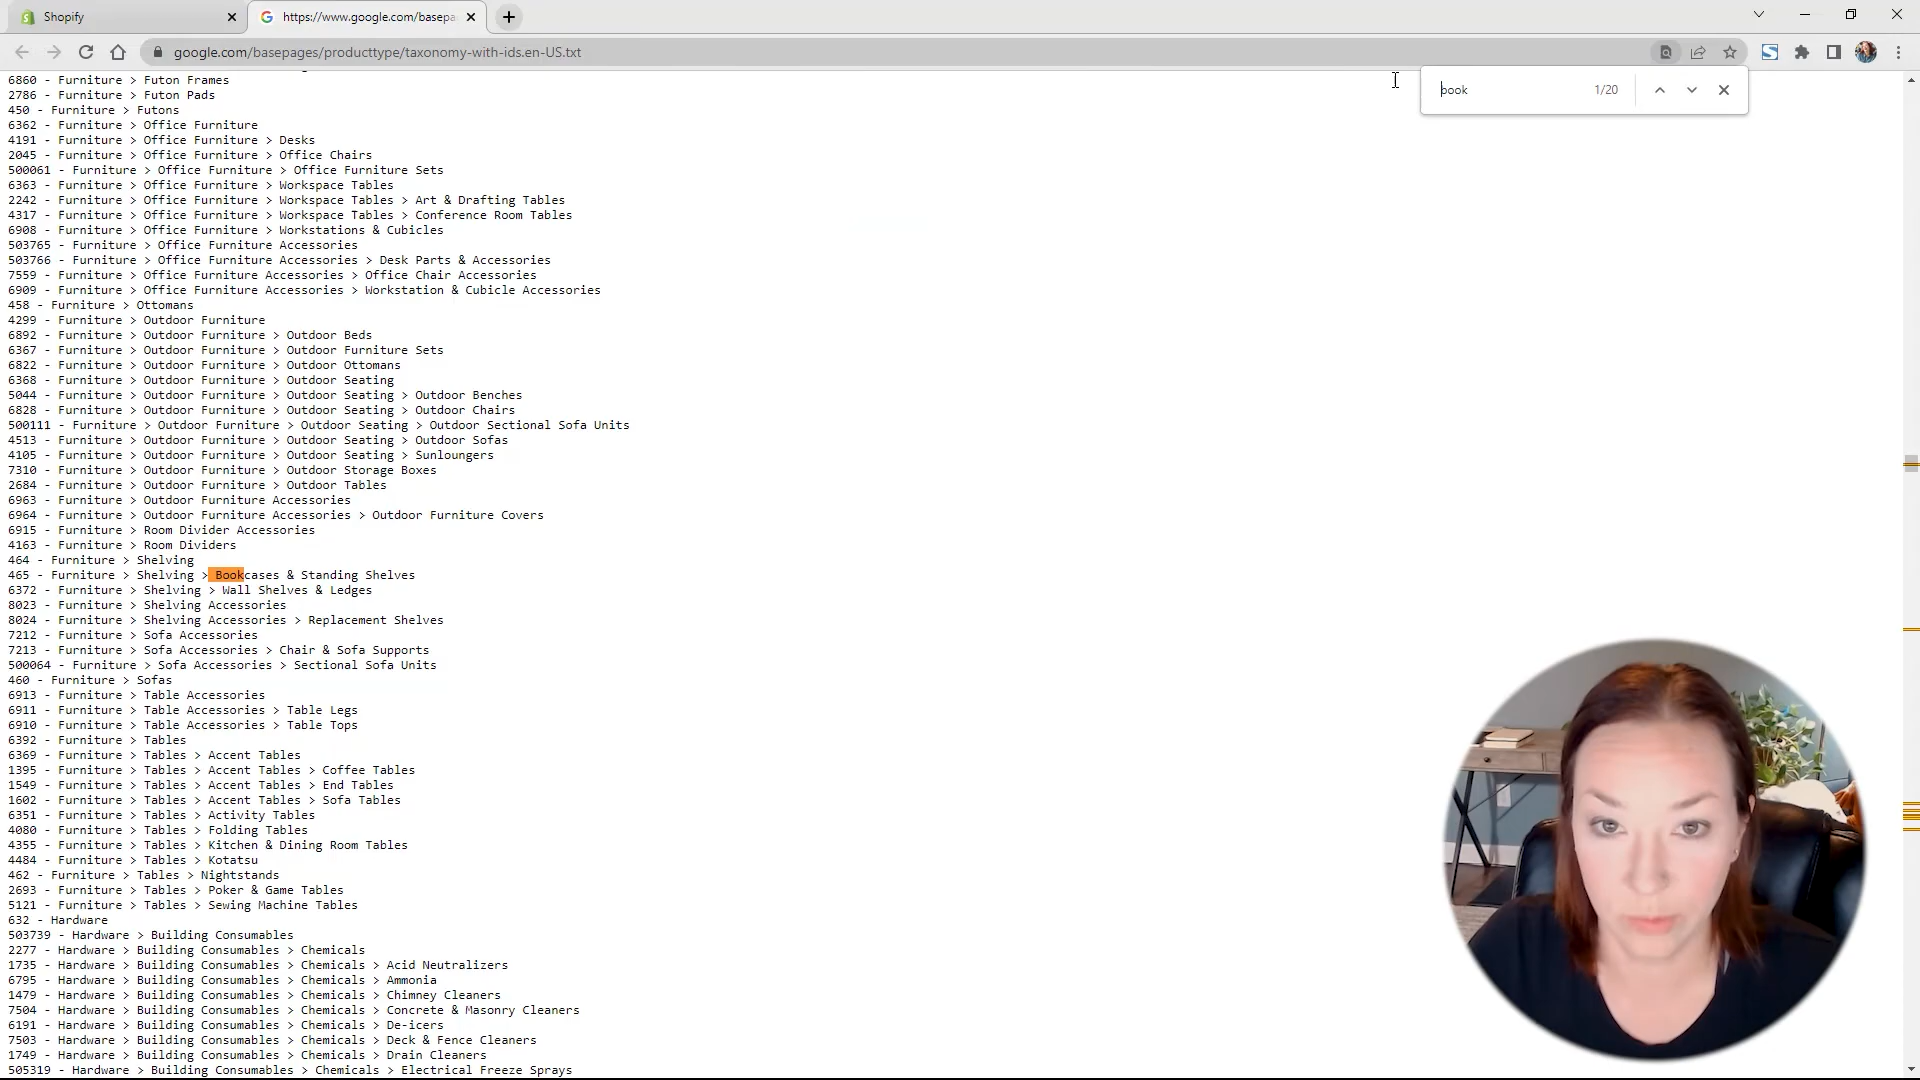 Shopify
https://www.google.com/basepa
google.com/basepages/producttype/taxonomy-with-ids.en-US.txt
book
1/20
6860 - Furniture > Futon Frames
2786 - Furniture > Futon Pads
450 - Furniture > Futons
6362 - Furniture > Office Furniture
4191 - Furniture > Office Furniture > Desks
2045 - Furniture > Office Furniture > Office Chairs
500061 - Furniture > Office Furniture > Office Furniture Sets
6363 - Furniture > Office Furniture > Workspace Tables
2242 - Furniture > Office Furniture > Workspace Tables > Art & Drafting Tables
4317 - Furniture > Office Furniture > Workspace Tables > Conference Room Tables
6908 - Furniture > Office Furniture > Workstations & Cubicles
503765 - Furniture > Office Furniture Accessories
503766 - Furniture > Office Furniture Accessories > Desk Parts & Accessories
7559 - Furniture > Office Furniture Accessories > Office Chair Accessories
6909 - Furniture > Office Furniture Accessories > Workstation & Cubicle Accessories
458 - Furniture > Ottomans
4299 - Furniture > Outdoor Furniture
6892 - Furniture > Outdoor Furniture > Outdoor Beds
6367 - Furniture > Outdoor Furniture > Outdoor Furniture Sets
6822 - Furniture > Outdoor Furniture > Outdoor Ottomans
6368 - Furniture > Outdoor Furniture > Outdoor Seating
5044 - Furniture > Outdoor Furniture > Outdoor Seating > Outdoor Benches
6828 - Furniture > Outdoor Furniture > Outdoor Seating > Outdoor Chairs
500111 - Furniture > Outdoor Furniture > Outdoor Seating > Outdoor Sectional Sofa Units
4513 - Furniture > Outdoor Furniture > Outdoor Seating > Outdoor Sofas
4105 - Furniture > Outdoor Furniture > Outdoor Seating > Sunloungers
7310 - Furniture > Outdoor Furniture > Outdoor Storage Boxes
2684 - Furniture > Outdoor Furniture > Outdoor Tables
6963 - Furniture > Outdoor Furniture Accessories
6964 - Furniture > Outdoor Furniture Accessories > Outdoor Furniture Covers
6915 - Furniture > Room Divider Accessories
4163 - Furniture > Room Dividers
464 - Furniture > Shelving
465 - Furniture > Shelving > Bookcases & Standing Shelves
6372 - Furniture > Shelving > Wall Shelves & Ledges
8023 - Furniture > Shelving Accessories
8024 - Furniture > Shelving Accessories > Replacement Shelves
7212 - Furniture > Sofa Accessories
7213 - Furniture > Sofa Accessories > Chair & Sofa Supports
500064 - Furniture > Sofa Accessories > Sectional Sofa Units
460 - Furniture > Sofas
6913 - Furniture > Table Accessories
6911 - Furniture > Table Accessories > Table Legs
6910 - Furniture > Table Accessories > Table Tops
6392 - Furniture > Tables
6369 - Furniture > Tables > Accent Tables
1395 - Furniture > Tables > Accent Tables > Coffee Tables
1549 - Furniture > Tables > Accent Tables > End Tables
1602 - Furniture > Tables > Accent Tables > Sofa Tables
6351 - Furniture > Tables > Activity Tables
4080 - Furniture > Tables > Folding Tables
4355 - Furniture > Tables > Kitchen & Dining Room Tables
4484 - Furniture > Tables > Kotatsu
462 - Furniture > Tables > Nightstands
2693 - Furniture > Tables > Poker & Game Tables
5121 - Furniture > Tables > Sewing Machine Tables
632 - Hardware
503739 - Hardware > Building Consumables
2277 - Hardware > Building Consumables > Chemicals
1735 - Hardware > Building Consumables > Chemicals > Acid Neutralizers
6795 - Hardware > Building Consumables > Chemicals > Ammonia
1479 - Hardware > Building Consumables > Chemicals > Chimney Cleaners
7504 - Hardware > Building Consumables > Chemicals > Concrete & Masonry Cleaners
6191 - Hardware > Building Consumables > Chemicals > De-icers
7503 - Hardware > Building Consumables > Chemicals > Deck & Fence Cleaners
1749 - Hardware > Building Consumables > Chemicals > Drain Cleaners
505319 - Hardware > Building Consumables > Chemicals > Electrical Freeze Sprays